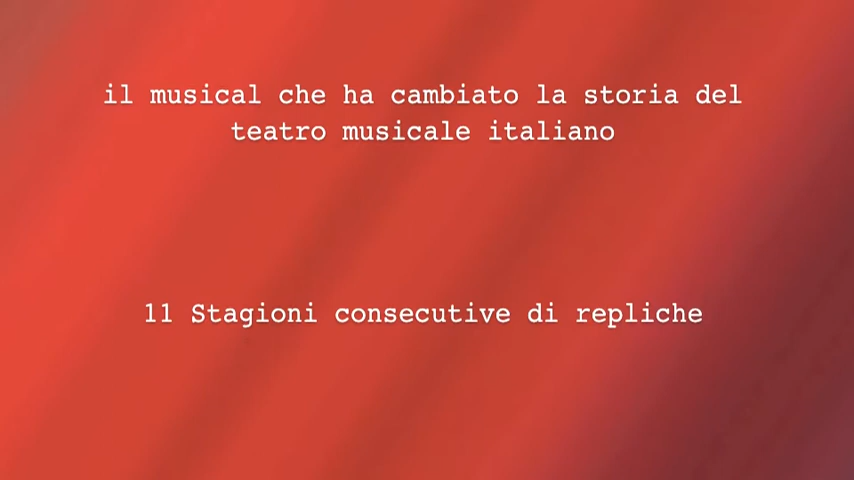 il musical che ha cambiato la storia del
teatro musicale italiano
11 Stagioni consecutive di repliche